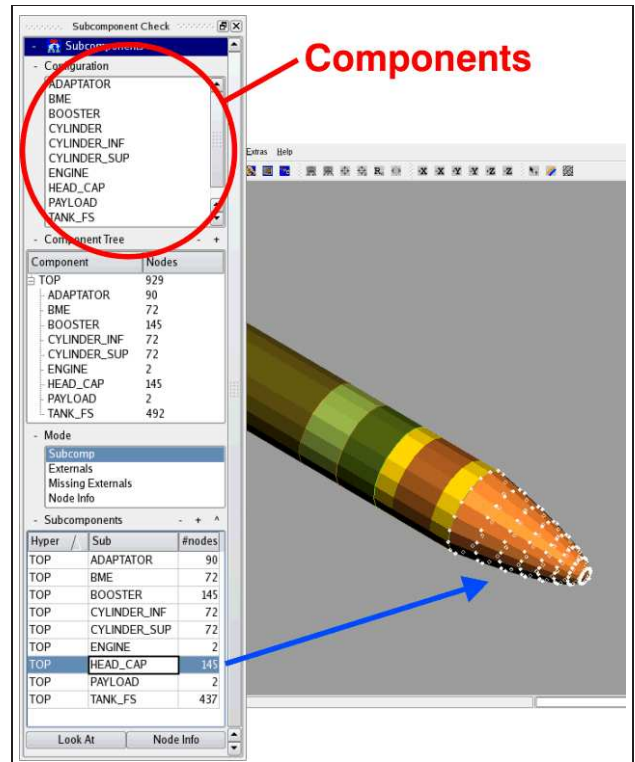 Subcomponent Check
- Subcomponents
Components
- Configuration
ADAPTATOR
BME
BOOSTER
CYLINDER
CYLINDER_INF
CYLINDER_SUP
ENGINE
HEAD_CAP
PAYLOAD
TANK_FS
Extras Help
- Component Tree - +
Component Nodes
TOP 929
ADAPTATOR 90
BME 72
BOOSTER 145
CYLINDER_INF 72
CYLINDER_SUP 72
ENGINE 2
HEAD_CAP 145
PAYLOAD 2
TANK_FS 492
- Mode
Subcomp
Externals
Missing Externals
Node Info
- Subcomponents - + ^
Hyper / Sub #nodes
TOP ADAPTATOR 90
TOP BME 72
TOP BOOSTER 145
TOP CYLINDER_INF 72
TOP CYLINDER_SUP 72
TOP ENGINE 2
TOP HEAD_CAP 145
TOP PAYLOAD 2
TOP TANK_FS 437
Look At Node Info